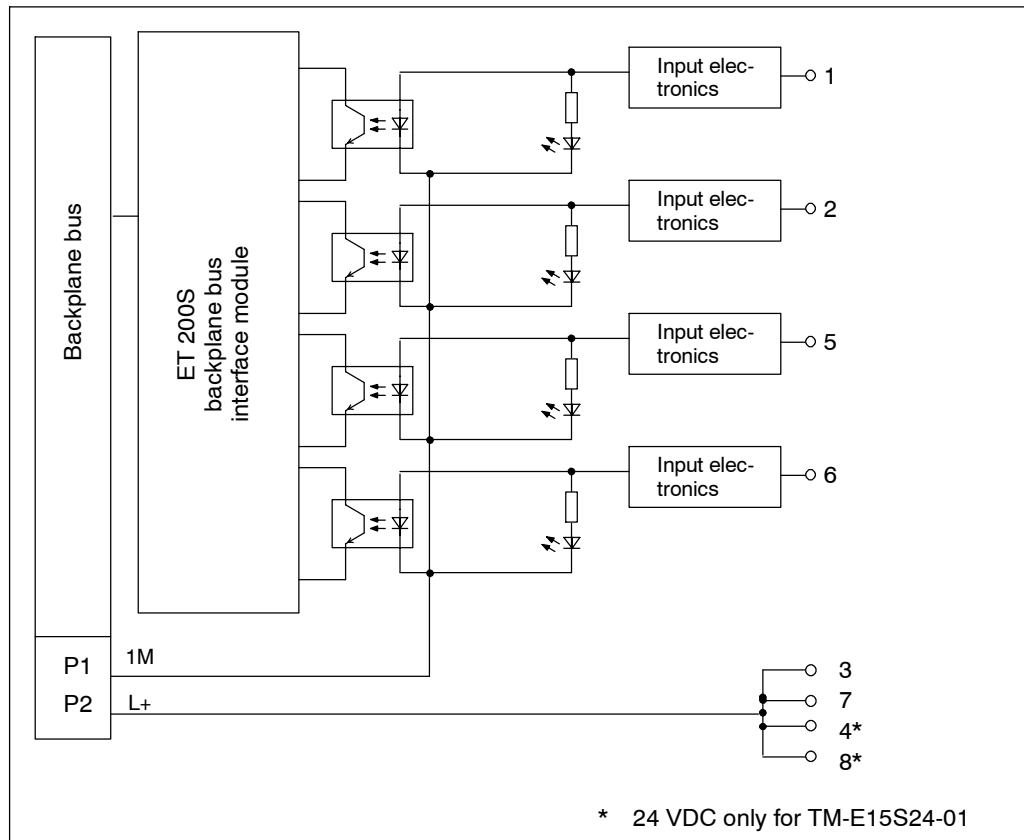 Backplane bus
ET 200S
backplane bus
interface module
Input elec-
tronics
1
Input elec-
tronics
2
Input elec-
tronics
5
Input elec-
tronics
6
P1
1M
P2
L+
3
7
4*
8*
* 24 VDC only for TM-E15S24-01